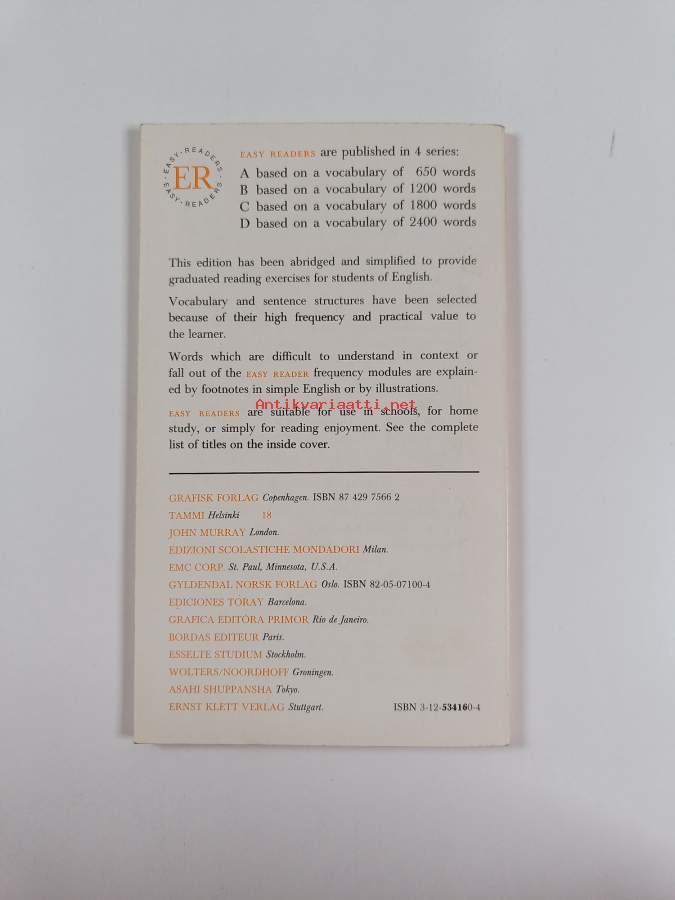 EASY-READERS
ER
EASY-READERS
EASY READERS are published in 4 series:
A based on a vocabulary of 650 words
B based on a vocabulary of 1200 words
C based on a vocabulary of 1800 words
D based on a vocabulary of 2400 words
This edition has been abridged and simplified to provide
graduated reading exercises for students of English.
Vocabulary and sentence structures have been selected
because of their high frequency and practical value to
the learner.
Words which are difficult to understand in context or
fall out of the EASY READER frequency modules are explain-
ed by footnotes in simple English or by illustrations.
Antikvariaatti.net
EASY READERS are suitable for use in schools, for home
study, or simply for reading enjoyment. See the complete
list of titles on the inside cover.
GRAFISK FORLAG Copenhagen. ISBN 87 429 7566 2
TAMMI Helsinki 18
JOHN MURRAY London.
EDIZIONI SCOLASTICHE MONDADORI Milan.
EMC CORP. St. Paul, Minnesota, U.S.A.
GYLDENDAL NORSK FORLAG Oslo. ISBN 82-05-07100-4
EDICIONES TORAY Barcelona.
GRAFICA EDITÓRA PRIMOR Rio de Janeiro.
BORDAS EDITEUR Paris.
ESSELTE STUDIUM Stockholm.
WOLTERS/NOORDHOFF Groningen.
ASAHI SHUPPANSHA Tokyo.
ERNST KLETT VERLAG Stuttgart. ISBN 3-12-534160-4